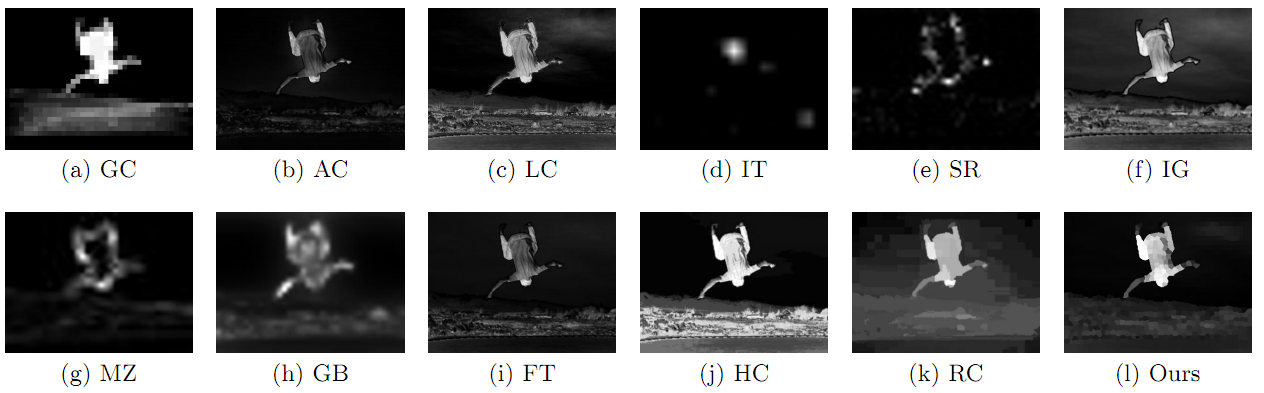 (a) GC (b) AC (c) LC (d) IT (e) SR (f) IG
(g) MZ (h) GB (i) FT (j) HC (k) RC (l) Ours